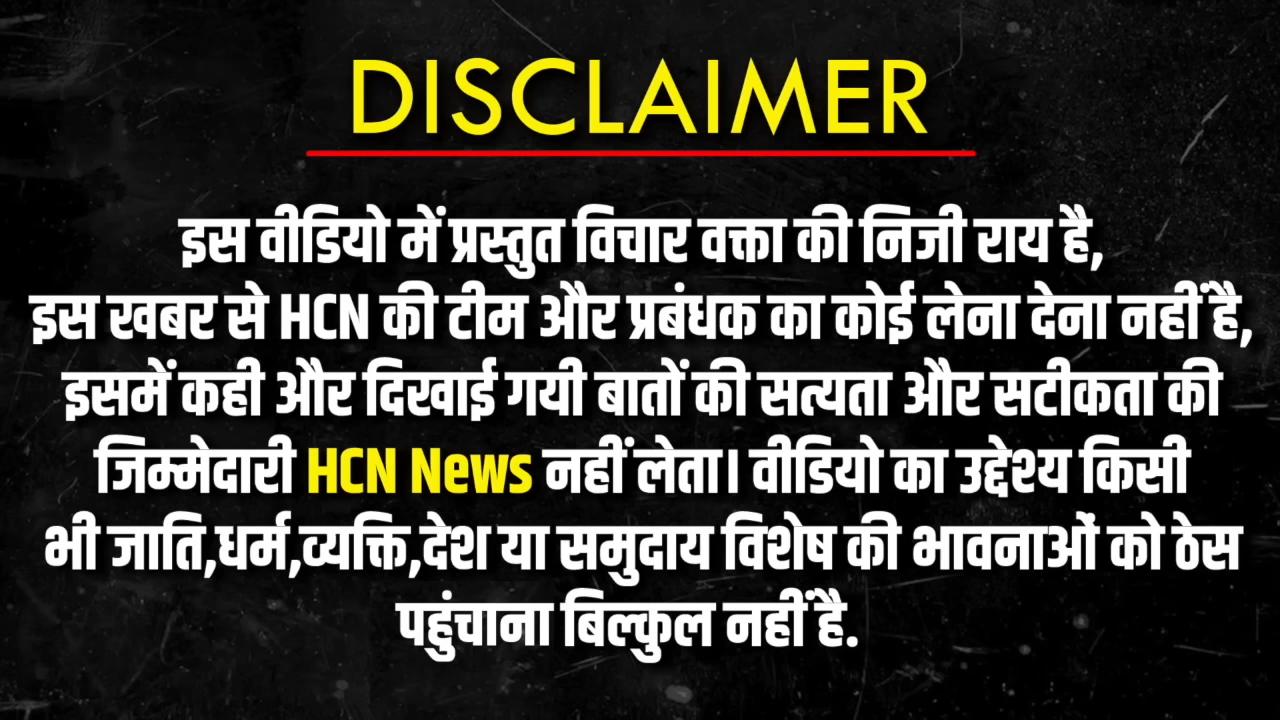 DISCLAIMER
इस वीडियो में प्रस्तुत विचार वक्ता की निजी राय है,
इस खबर से HCN की टीम और प्रबंधक का कोई लेना देना नहीं है,
इसमें कही और दिखाई गयी बातों की सत्यता और सटीकता की
जिम्मेदारी HCN News नहीं लेता। वीडियो का उद्देश्य किसी
भी जाति,धर्म,व्यक्ति,देश या समुदाय विशेष की भावनाओं को ठेस
पहुंचाना बिल्कुल नहीं है.